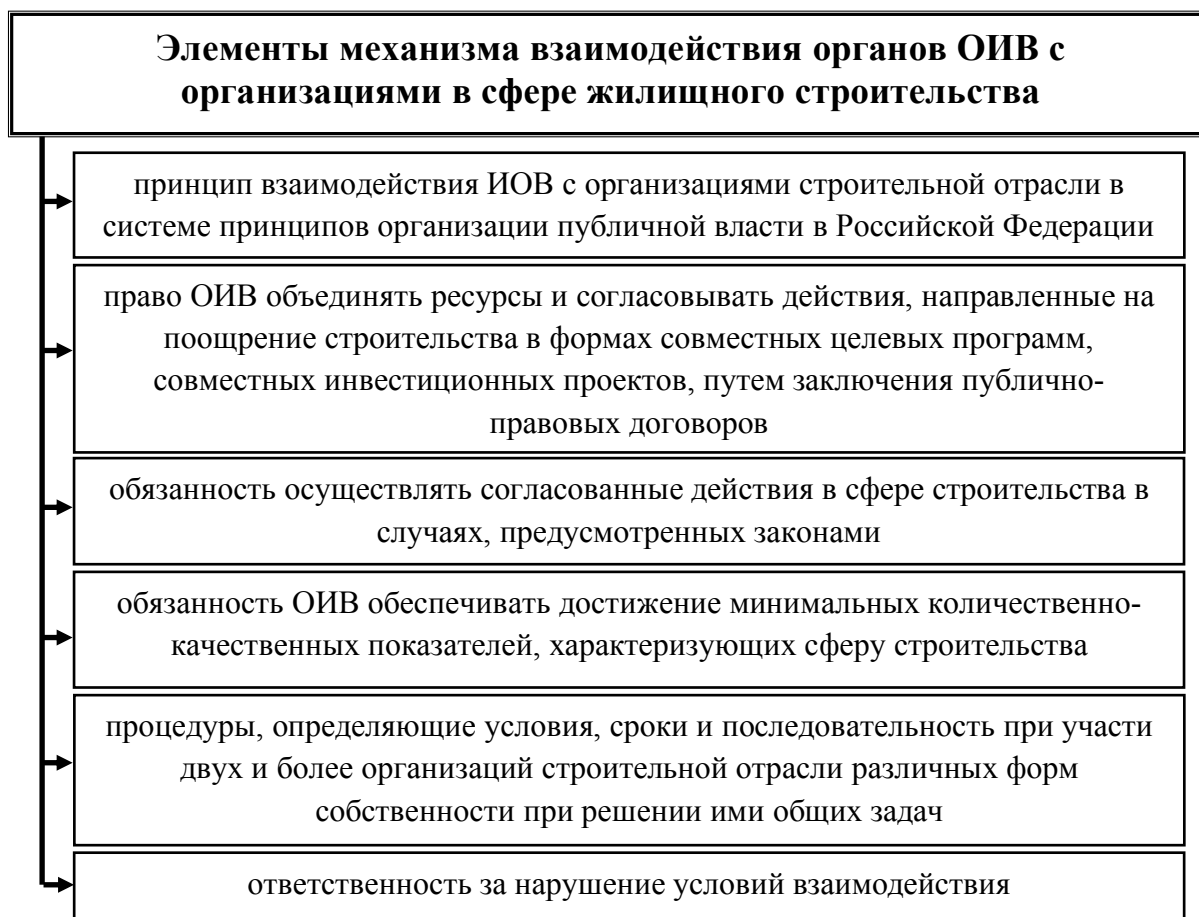 Элементы механизма взаимодействия органов ОИВ с
организациями в сфере жилищного строительства
принцип взаимодействия ИОВ с организациями строительной отрасли в
системе принципов организации публичной власти в Российской Федерации
право ОИВ объединять ресурсы и согласовывать действия, направленные на
поощрение строительства в формах совместных целевых программ,
совместных инвестиционных проектов, путем заключения публично-
правовых договоров
обязанность осуществлять согласованные действия в сфере строительства в
случаях, предусмотренных законами
обязанность ОИВ обеспечивать достижение минимальных количественно-
качественных показателей, характеризующих сферу строительства
процедуры, определяющие условия, сроки и последовательность при участи
двух и более организаций строительной отрасли различных форм
собственности при решении ими общих задач
ответственность за нарушение условий взаимодействия